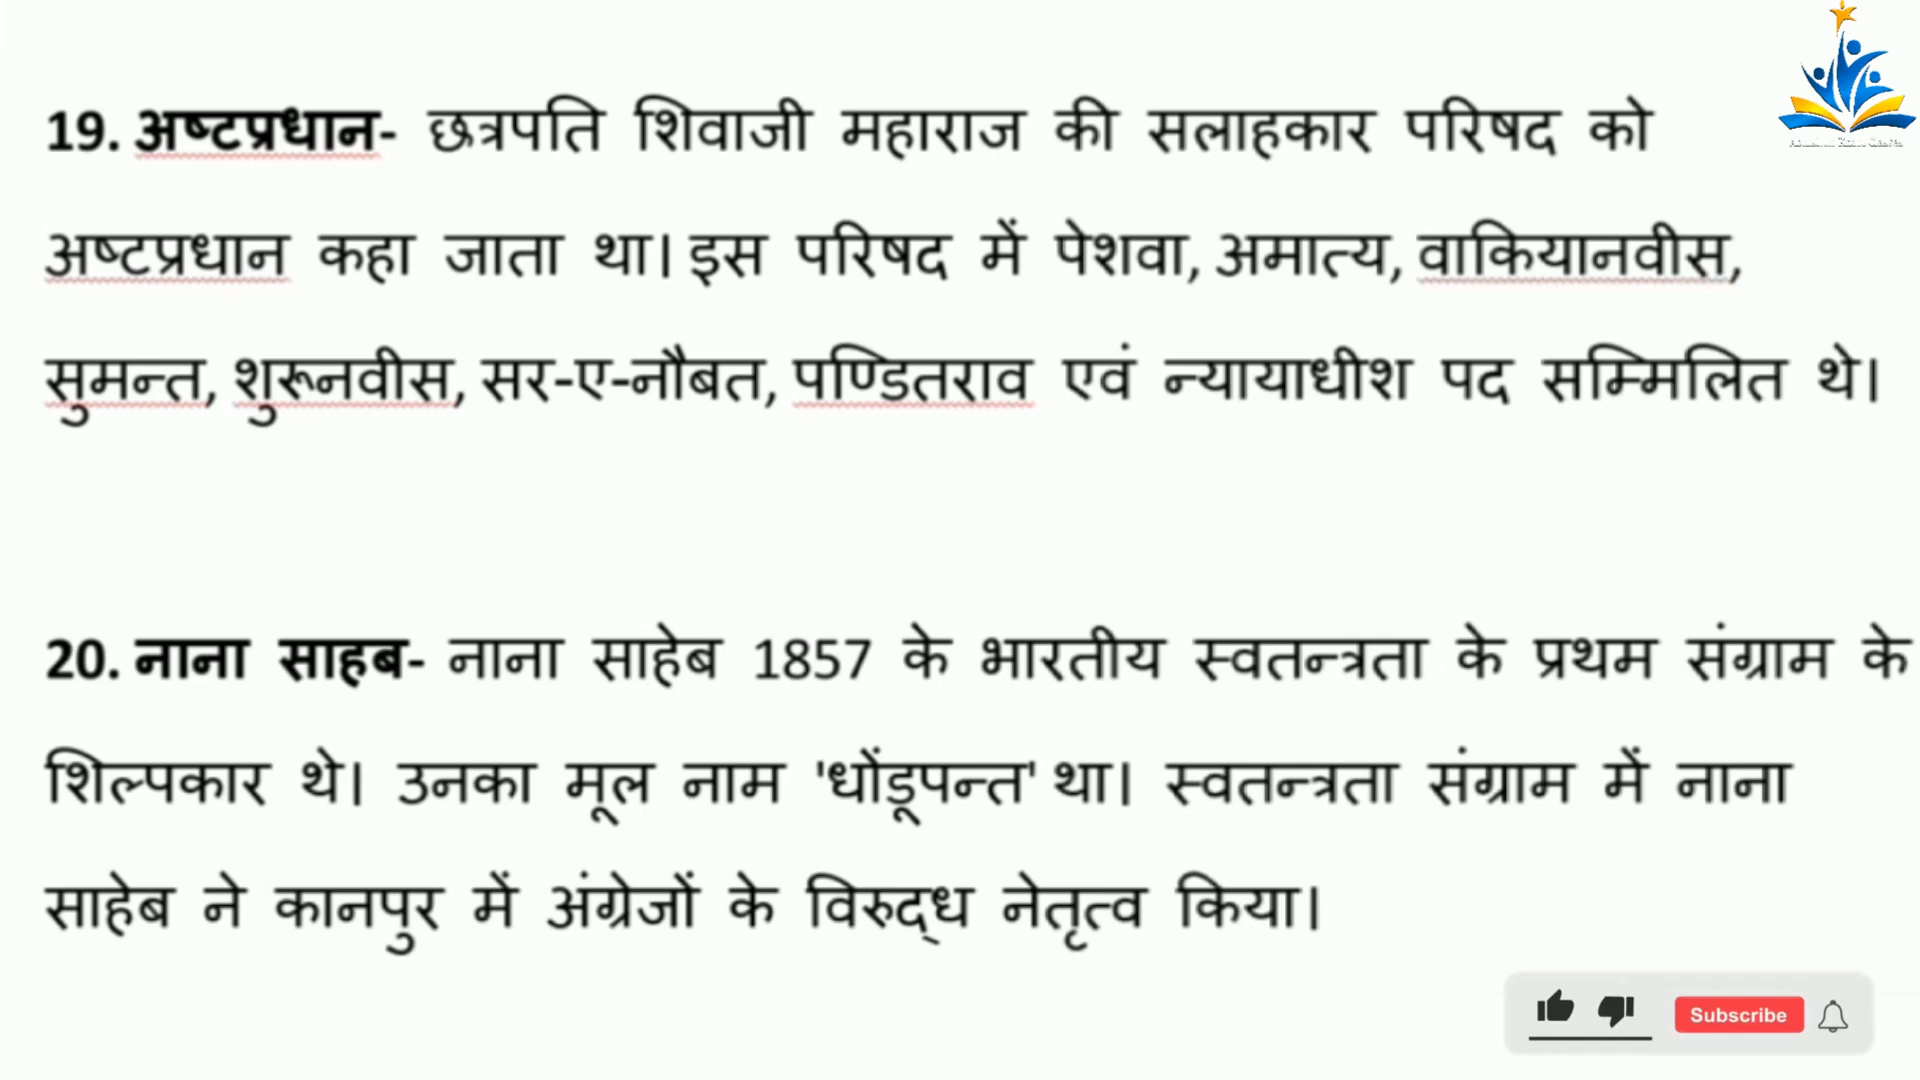 19. अष्टप्रधान- छत्रपति शिवाजी महाराज की सलाहकार परिषद को
अष्टप्रधान कहा जाता था। इस परिषद में पेशवा, अमात्य, वाकियानवीस,
सुमन्त, शुरूनवीस, सर-ए-नौबत, पण्डितराव एवं न्यायाधीश पद सम्मिलित थे।
20. नाना साहब- नाना साहेब 1857 के भारतीय स्वतन्त्रता के प्रथम संग्राम के
शिल्पकार थे। उनका मूल नाम 'धोंडूपन्त' था। स्वतन्त्रता संग्राम में नाना
साहेब ने कानपुर में अंग्रेजों के विरुद्ध नेतृत्व किया।
Subscribe